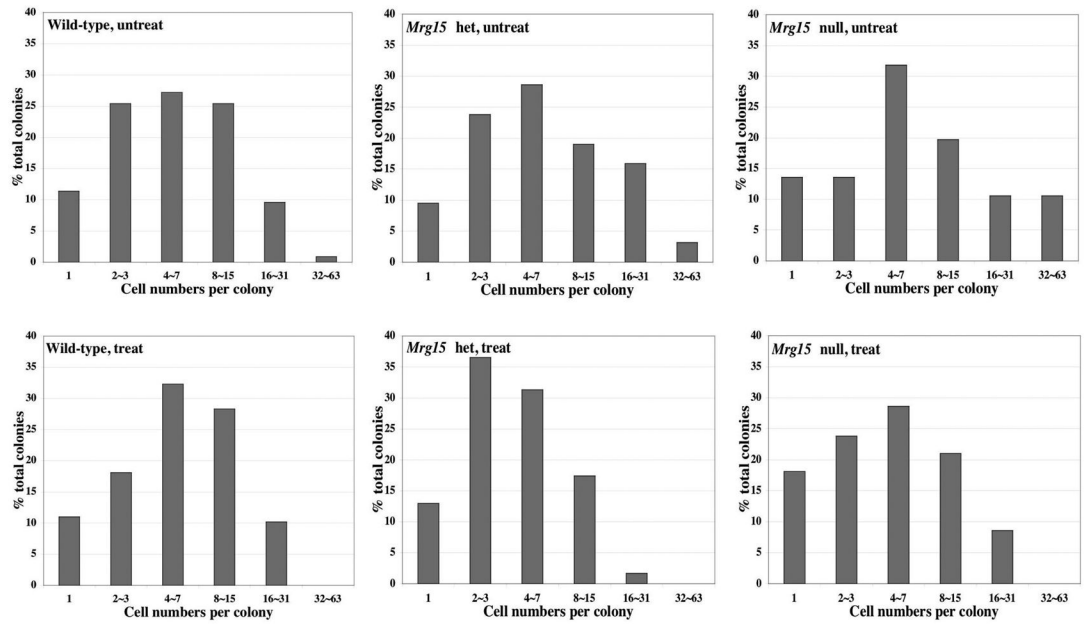 Wild-type, untreat
% total colonies
40
35
30
25
20
15
10
5
0
1 2~3 4~7 8~15 16~31 32~63
Cell numbers per colony
Mrg15 het, untreat
% total colonies
40
35
30
25
20
15
10
5
0
1 2~3 4~7 8~15 16~31 32~63
Cell numbers per colony
Mrg15 null, untreat
% total colonies
40
35
30
25
20
15
10
5
0
1 2~3 4~7 8~15 16~31 32~63
Cell numbers per colony
Wild-type, treat
% total colonies
40
35
30
25
20
15
10
5
0
1 2~3 4~7 8~15 16~31 32~63
Cell numbers per colony
Mrg15 het, treat
% total colonies
40
35
30
25
20
15
10
5
0
1 2~3 4~7 8~15 16~31 32~63
Cell numbers per colony
Mrg15 null, treat
% total colonies
40
35
30
25
20
15
10
5
0
1 2~3 4~7 8~15 16~31 32~63
Cell numbers per colony